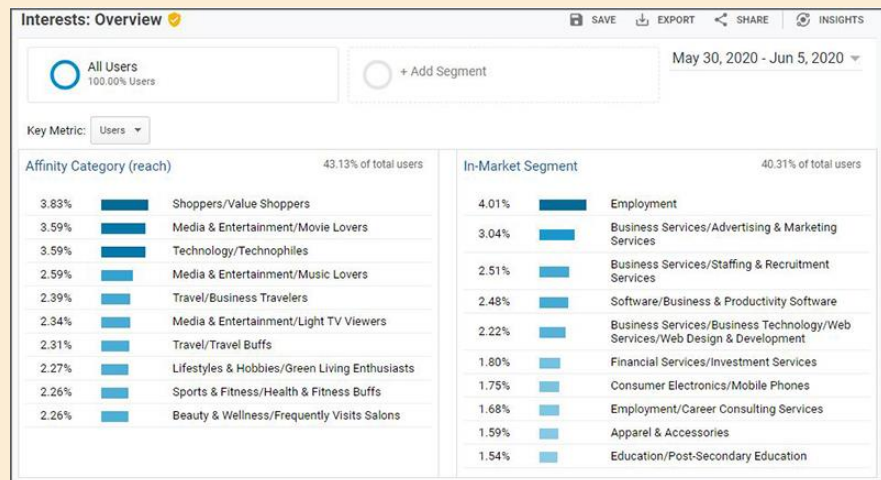 Interests: Overview
SAVE EXPORT SHARE INSIGHTS
All Users
100.00% Users
+ Add Segment
May 30, 2020 - Jun 5, 2020
Key Metric: Users
Affinity Category (reach) 43.13% of total users
3.83% Shoppers/Value Shoppers
3.59% Media & Entertainment/Movie Lovers
3.59% Technology/Technophiles
2.59% Media & Entertainment/Music Lovers
2.39% Travel/Business Travelers
2.34% Media & Entertainment/Light TV Viewers
2.31% Travel/Travel Buffs
2.27% Lifestyles & Hobbies/Green Living Enthusiasts
2.26% Sports & Fitness/Health & Fitness Buffs
2.26% Beauty & Wellness/Frequently Visits Salons
In-Market Segment 40.31% of total users
4.01% Employment
3.04% Business Services/Advertising & Marketing
Services
2.51% Business Services/Staffing & Recruitment
Services
2.48% Software/Business & Productivity Software
2.22% Business Services/Business Technology/Web
Services/Web Design & Development
1.80% Financial Services/Investment Services
1.75% Consumer Electronics/Mobile Phones
1.68% Employment/Career Consulting Services
1.59% Apparel & Accessories
1.54% Education/Post-Secondary Education